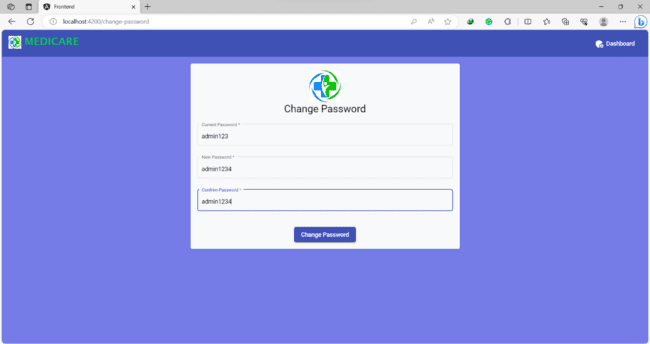 Frontend
localhost:4200/change-password
MEDICARE
Dashboard
Change Password
Current Password *
admin123
New Password *
admin1234
Confirm Password *
admin1234
Change Password